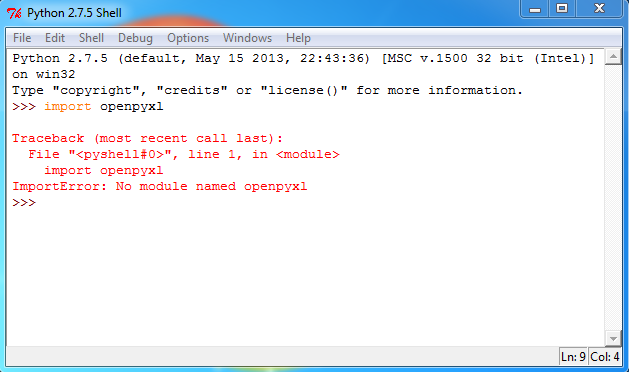 Python 2.7.5 Shell
File Edit Shell Debug Options Windows Help
Python 2.7.5 (default, May 15 2013, 22:43:36) [MSC v.1500 32 bit (Intel)]
on win32
Type "copyright", "credits" or "license()" for more information.
>>> import openpyxl
Traceback (most recent call last):
  File "<pyshell#0>", line 1, in <module>
    import openpyxl
ImportError: No module named openpyxl
>>>
Ln: 9 Col: 4